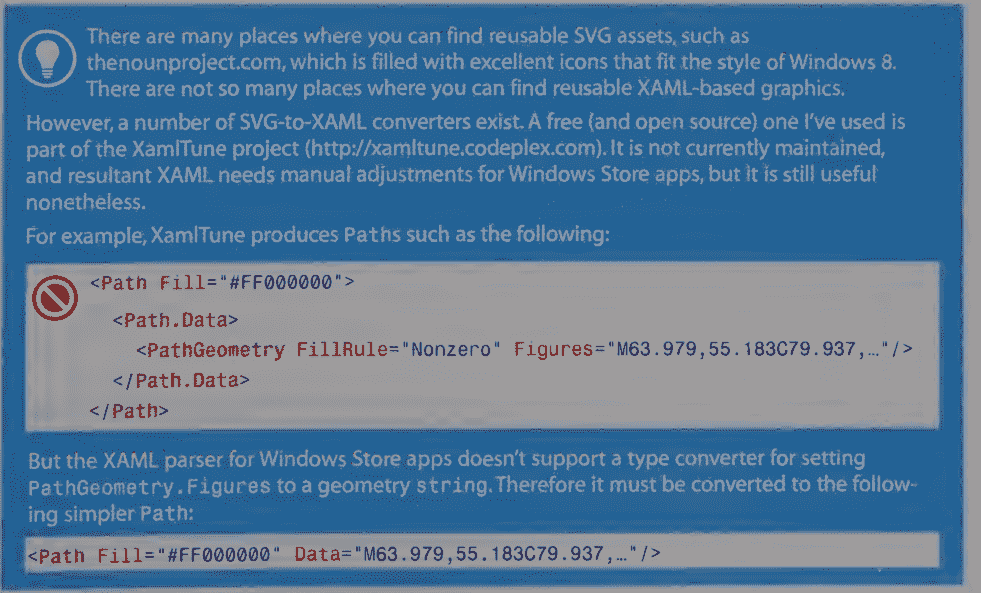 There are many places where you can find reusable SVG assets, such as
thenounproject.com, which is filled with excellent icons that fit the style of Windows 8.
There are not so many places where you can find reusable XAML-based graphics.
However, a number of SVG-to-XAML converters exist. A free (and open source) one I've used is
part of the XamlTune project (http://xamltune.codeplex.com). It is not currently maintained,
and resultant XAML needs manual adjustments for Windows Store apps, but it is still useful
nonetheless.
For example, XamlTune produces Paths such as the following:
<Path Fill="#FF000000">
<Path.Data>
<PathGeometry FillRule="Nonzero" Figures="M63.979,55.183C79.937,…"/>
</Path.Data>
</Path>
But the XAML parser for Windows Store apps doesn't support a type converter for setting
PathGeometry.Figures to a geometry string. Therefore it must be converted to the follow-
ing simpler Path:
<Path Fill="#FF000000" Data="M63.979,55.183C79.937,…"/>